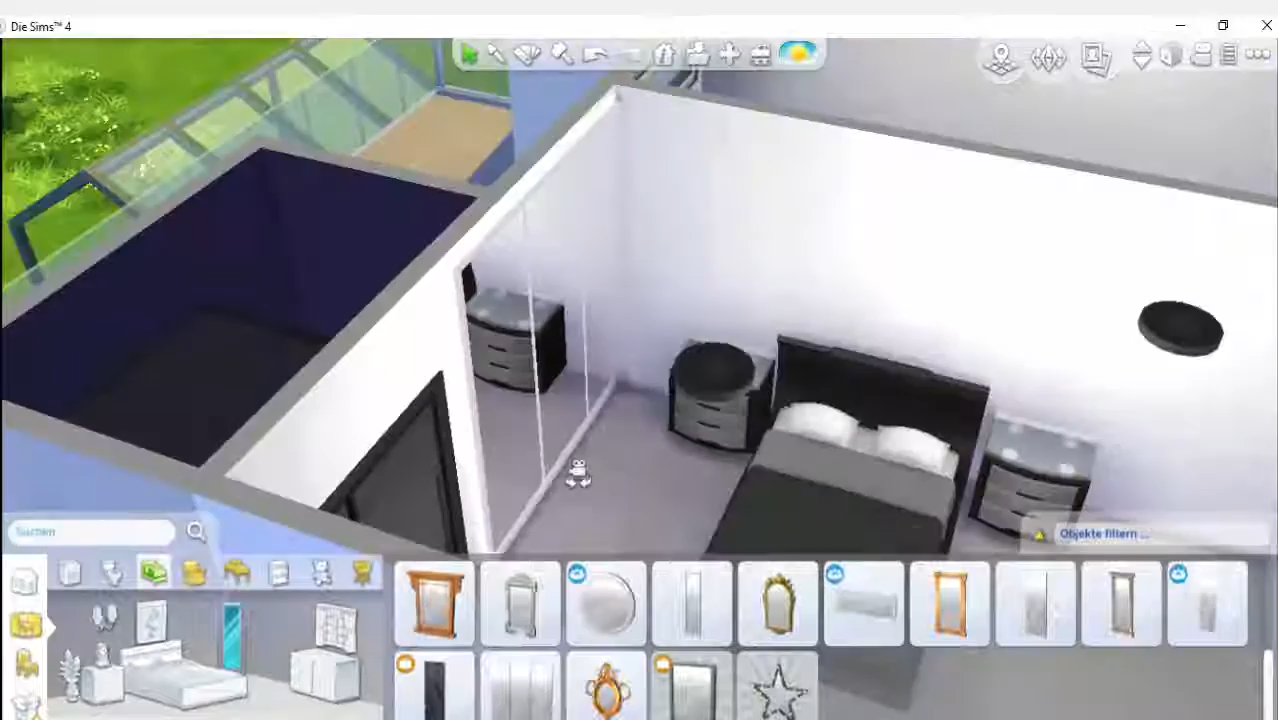 Die Sims™ 4
Suchen
Objekte filtern ...